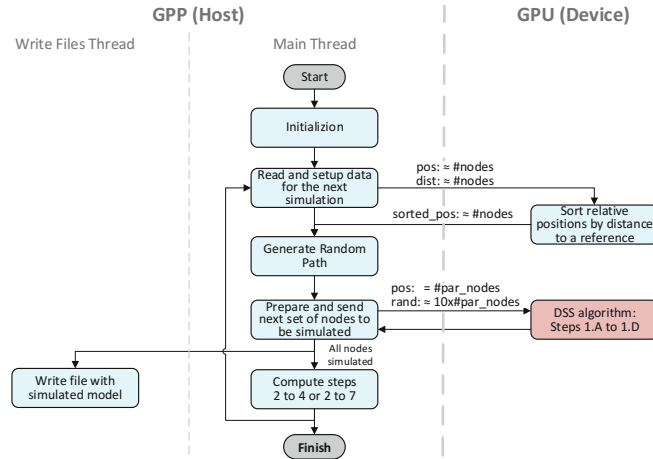 GPP (Host)
GPU (Device)
Write Files Thread
Main Thread
Start
Initializion
Read and setup data
for the next
simulation
pos: ≈ #nodes
dist: ≈ #nodes
sorted_pos: ≈ #nodes
Sort relative
positions by distance
to a reference
Generate Random
Path
Prepare and send
next set of nodes to
be simulated
pos: = #par_nodes
rand: ≈ 10x#par_nodes
DSS algorithm:
Steps 1.A to 1.D
All nodes
simulated
Write file with
simulated model
Compute steps
2 to 4 or 2 to 7
Finish